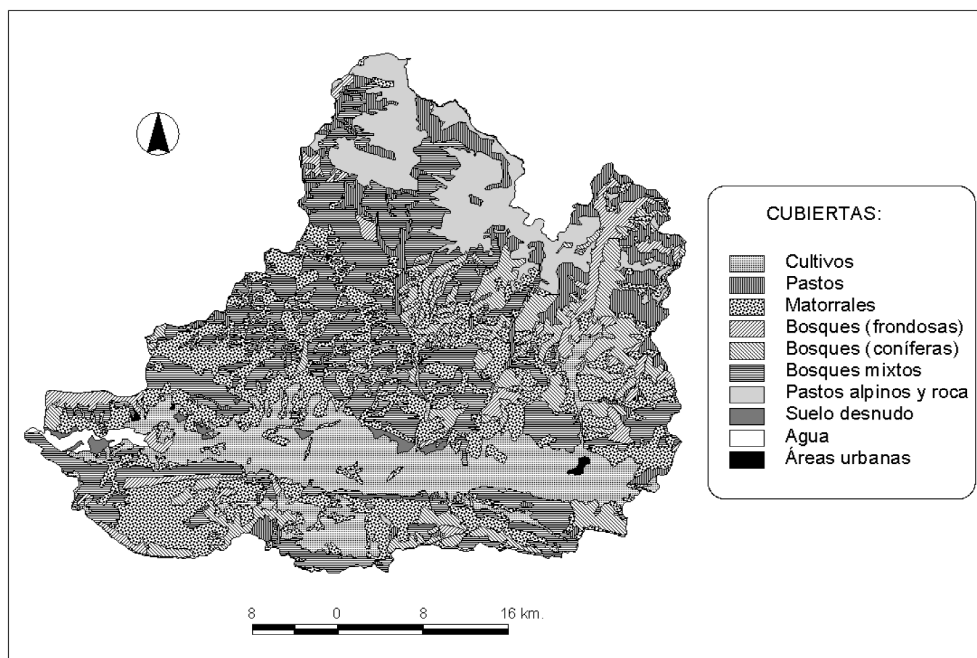 CUBIERTAS:
Cultivos
Pastos
Matorrales
Bosques (frondosas)
Bosques (coníferas)
Bosques mixtos
Pastos alpinos y roca
Suelo desnudo
Agua
Áreas urbanas
8 0 8 16 km.